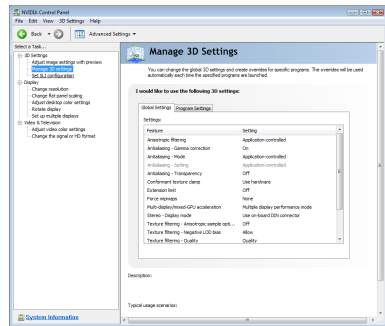 NVIDIA Control Panel
File Edit View 3D Settings Help
Back Advanced Settings
Select a Task...
3D Settings
Adjust image settings with preview
Manage 3D settings
Set SLI configuration
Display
Change resolution
Change flat panel scaling
Adjust desktop color settings
Rotate display
Set up multiple displays
Video & Television
Adjust video color settings
Change the signal or HD format
System Information
Manage 3D Settings
You can change the global 3D settings and create overrides for specific programs. The overrides will be used
automatically each time the specified programs are launched.
I would like to use the following 3D settings:
Global Settings Program Settings
Settings:
Feature Setting
Anisotropic filtering Application-controlled
Antialiasing - Gamma correction On
Antialiasing - Mode Application-controlled
Antialiasing - Setting Application-controlled
Antialiasing - Transparency Off
Conformant texture clamp Use hardware
Extension limit Off
Force mipmaps None
Multi-display/mixed-GPU acceleration Multiple display performance mode
Stereo - Display mode Use on-board DIN connector
Texture filtering - Anisotropic sample opti... Off
Texture filtering - Negative LOD bias Allow
Texture filtering - Quality Quality
Description:
Typical usage scenarios: